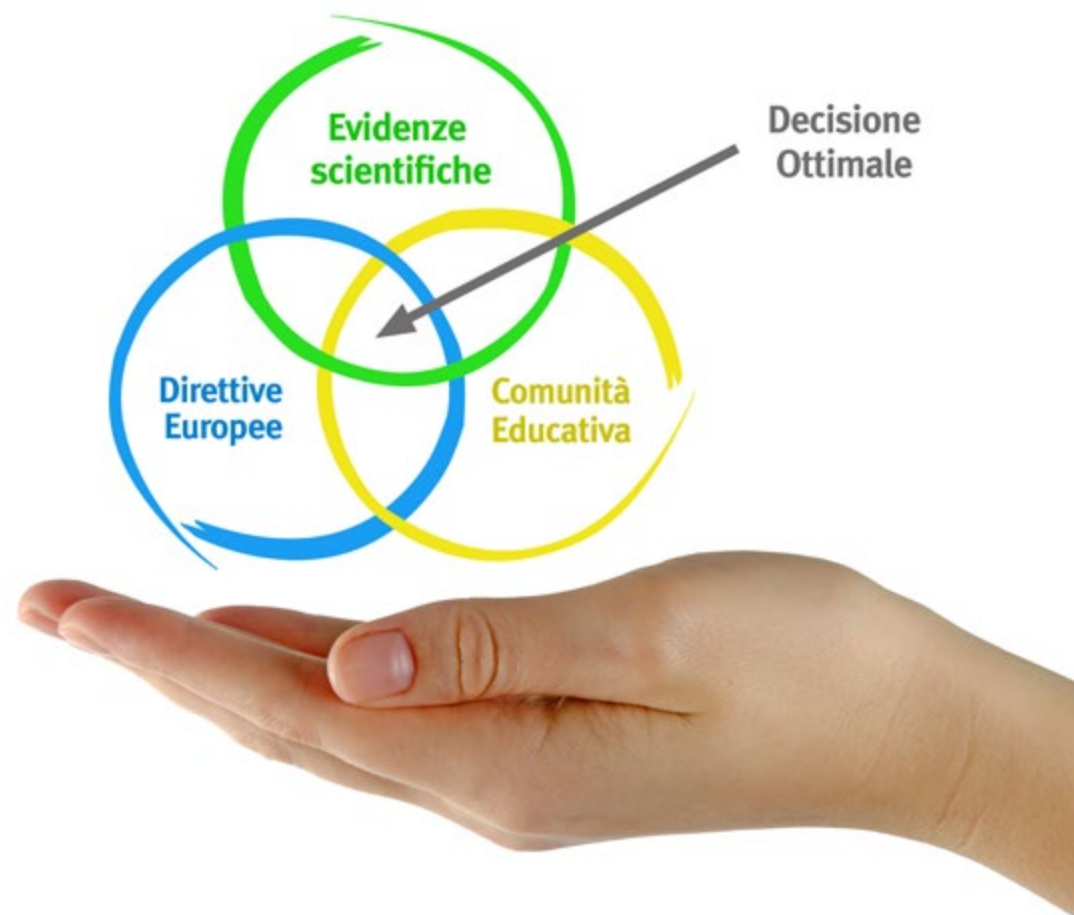 Evidenze
scientifiche
Decisione
Ottimale
Direttive
Europee
Comunità
Educativa